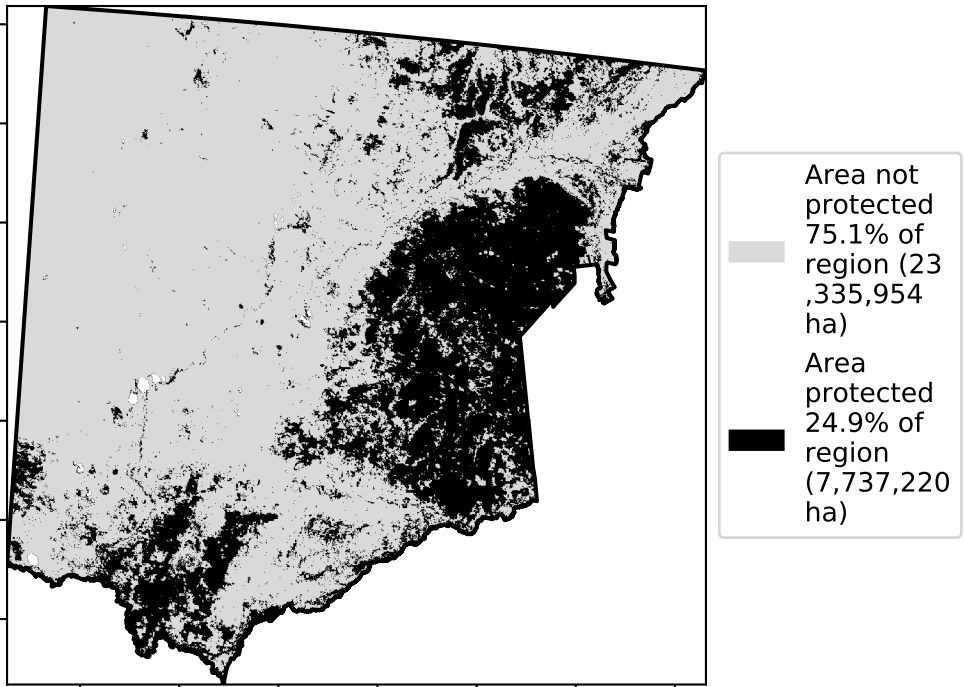 Area not
protected
75.1% of
region (23
,335,954
ha)
Area
protected
24.9% of
region
(7,737,220
ha)